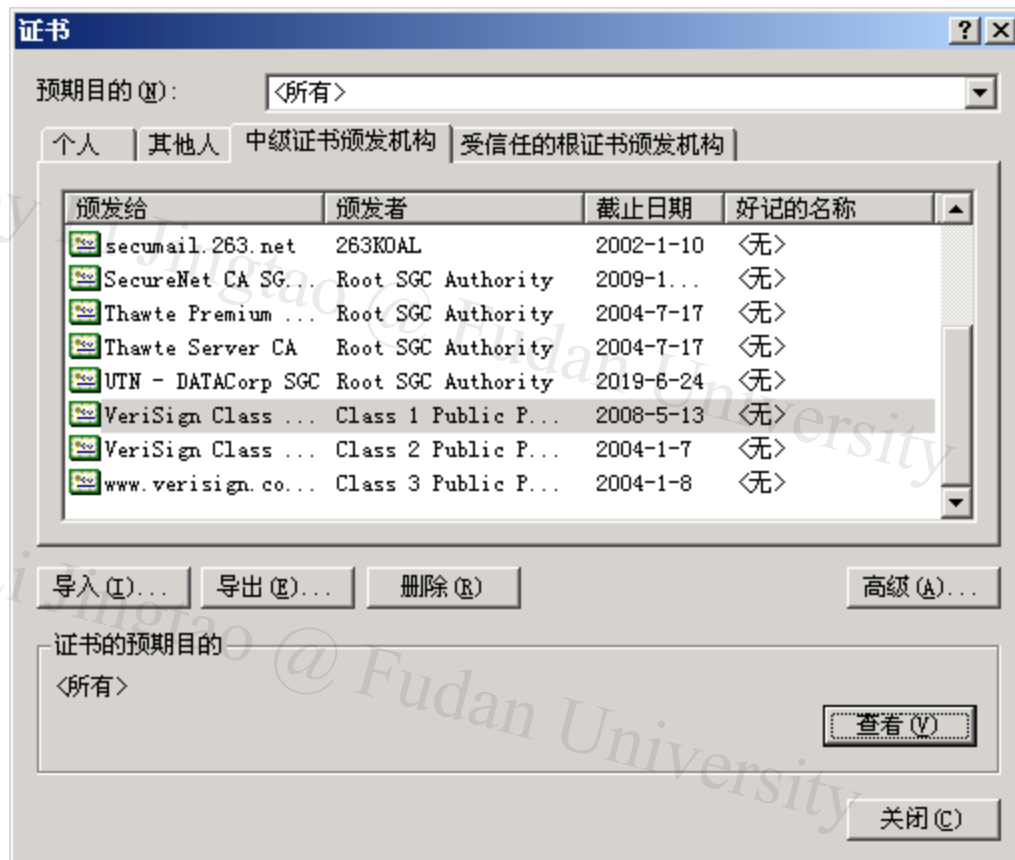 证书
预期目的(N): <所有>
个人 其他人 中级证书颁发机构 受信任的根证书颁发机构
颁发给 颁发者 截止日期 好记的名称
secumail.263.net 263KOAL 2002-1-10 <无>
SecureNet CA SG... Root SGC Authority 2009-1... <无>
Thawte Premium ... Root SGC Authority 2004-7-17 <无>
Thawte Server CA Root SGC Authority 2004-7-17 <无>
UTN - DATACorp SGC Root SGC Authority 2019-6-24 <无>
VeriSign Class ... Class 1 Public P... 2008-5-13 <无>
VeriSign Class ... Class 2 Public P... 2004-1-7 <无>
www.verisign.co... Class 3 Public P... 2004-1-8 <无>
导入(I)... 导出(E)... 删除(R) 高级(A)...
证书的预期目的
<所有>
查看(V)
关闭(C)
Jingtao @ Fudan University
Jingtao @ Fudan University